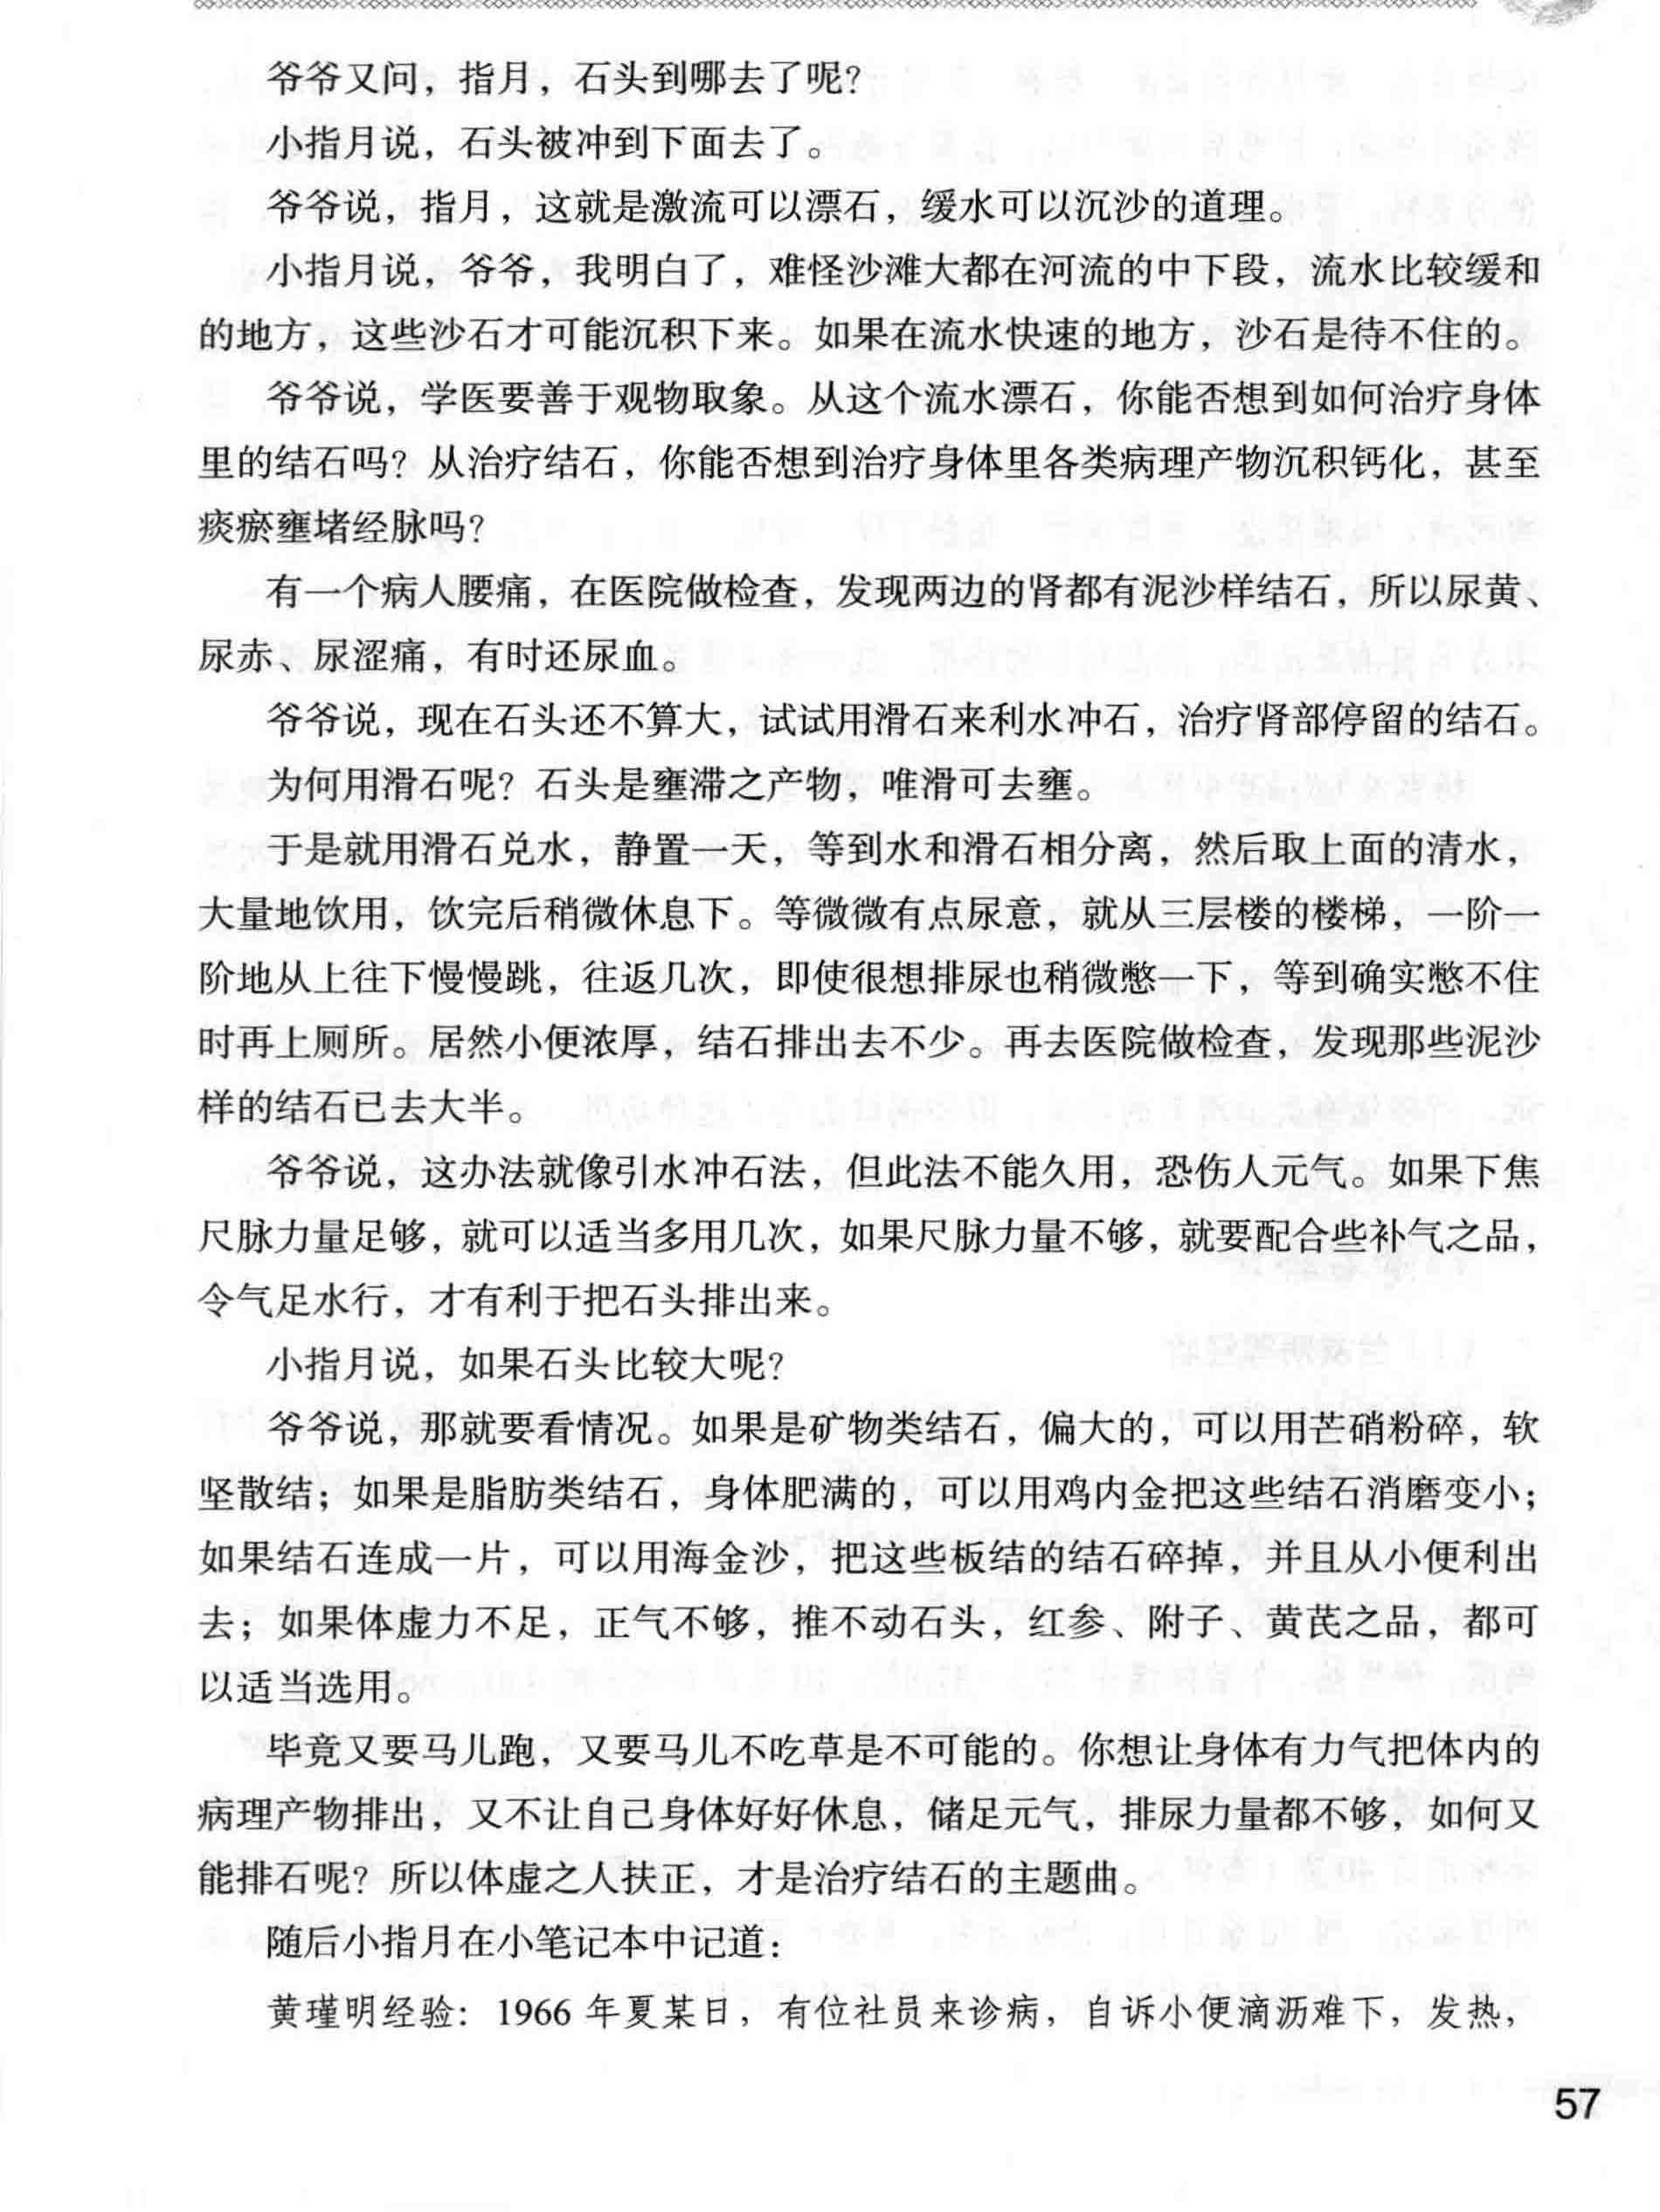 爷爷又问，指月，石头到哪去了呢？
小指月说，石头被冲到下面去了。
爷爷说，指月，这就是激流可以漂石，缓水可以沉沙的道理。
小指月说，爷爷，我明白了，难怪沙滩大都在河流的中下段，流水比较缓和
的地方，这些沙石才可能沉积下来。如果在流水快速的地方，沙石是待不住的。
爷爷说，学医要善于观物取象。从这个流水漂石，你能否想到如何治疗身体
里的结石吗？从治疗结石，你能否想到治疗身体里各类病理产物沉积钙化，甚至
痰瘀壅堵经脉吗？
有一个病人腰痛，在医院做检查，发现两边的肾都有泥沙样结石，所以尿黄、
尿赤、尿涩痛，有时还尿血。
爷爷说，现在石头还不算大，试试用滑石来利水冲石，治疗肾部停留的结石。
为何用滑石呢？石头是壅滞之产物，唯滑可去壅。
于是就用滑石兑水，静置一天，等到水和滑石相分离，然后取上面的清水，
大量地饮用，饮完后稍微休息下。等微微有点尿意，就从三层楼的楼梯，一阶一
阶地从上往下慢慢跳，往返几次，即使很想排尿也稍微憋一下，等到确实憋不住
时再上厕所。居然小便浓厚，结石排出去不少。再去医院做检查，发现那些泥沙
样的结石已去大半。
爷爷说，这办法就像引水冲石法，但此法不能久用，恐伤人元气。如果下焦
尺脉力量足够，就可以适当多用几次，如果尺脉力量不够，就要配合些补气之品，
令气足水行，才有利于把石头排出来。
小指月说，如果石头比较大呢？
爷爷说，那就要看情况。如果是矿物类结石，偏大的，可以用芒硝粉碎，软
坚散结；如果是脂肪类结石，身体肥满的，可以用鸡内金把这些结石消磨变小；
如果结石连成一片，可以用海金沙，把这些板结的结石碎掉，并且从小便利出
去；如果体虚力不足，正气不够，推不动石头，红参、附子、黄芪之品，都可
以适当选用。
毕竟又要马儿跑，又要马儿不吃草是不可能的。你想让身体有力气把体内的
病理产物排出，又不让自己身体好好休息，储足元气，排尿力量都不够，如何又
能排石呢？所以体虚之人扶正，才是治疗结石的主题曲。
随后小指月在小笔记本中记道：
黄瑾明经验：1966 年夏某日，有位社员来诊病，自诉小便滴沥难下，发热，
57